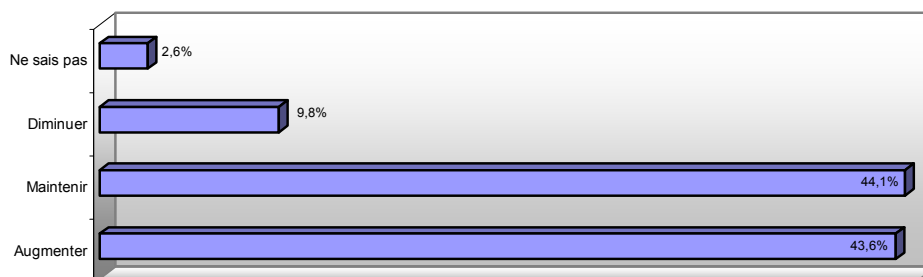 Ne sais pas 2,6%
Diminuer 9,8%
Maintenir 44,1%
Augmenter 43,6%